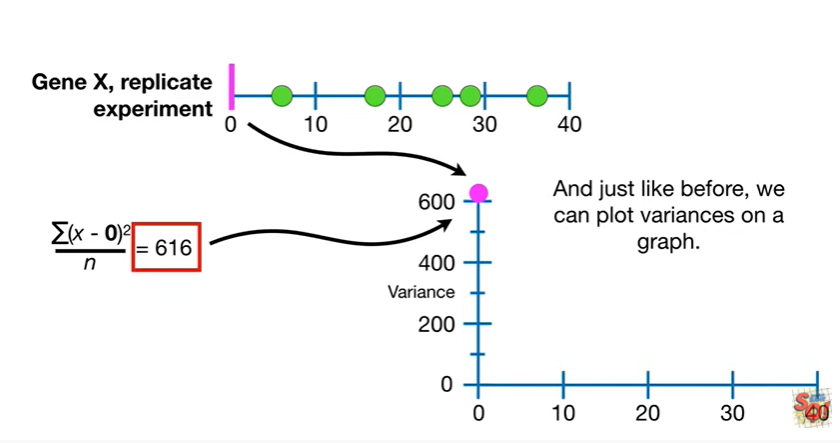 Gene X, replicate
experiment
0 10 20 30 40
And just like before, we
can plot variances on a
graph.
∑(x - 0)²
n
= 616
600
400
Variance
200
0
0 10 20 30 40